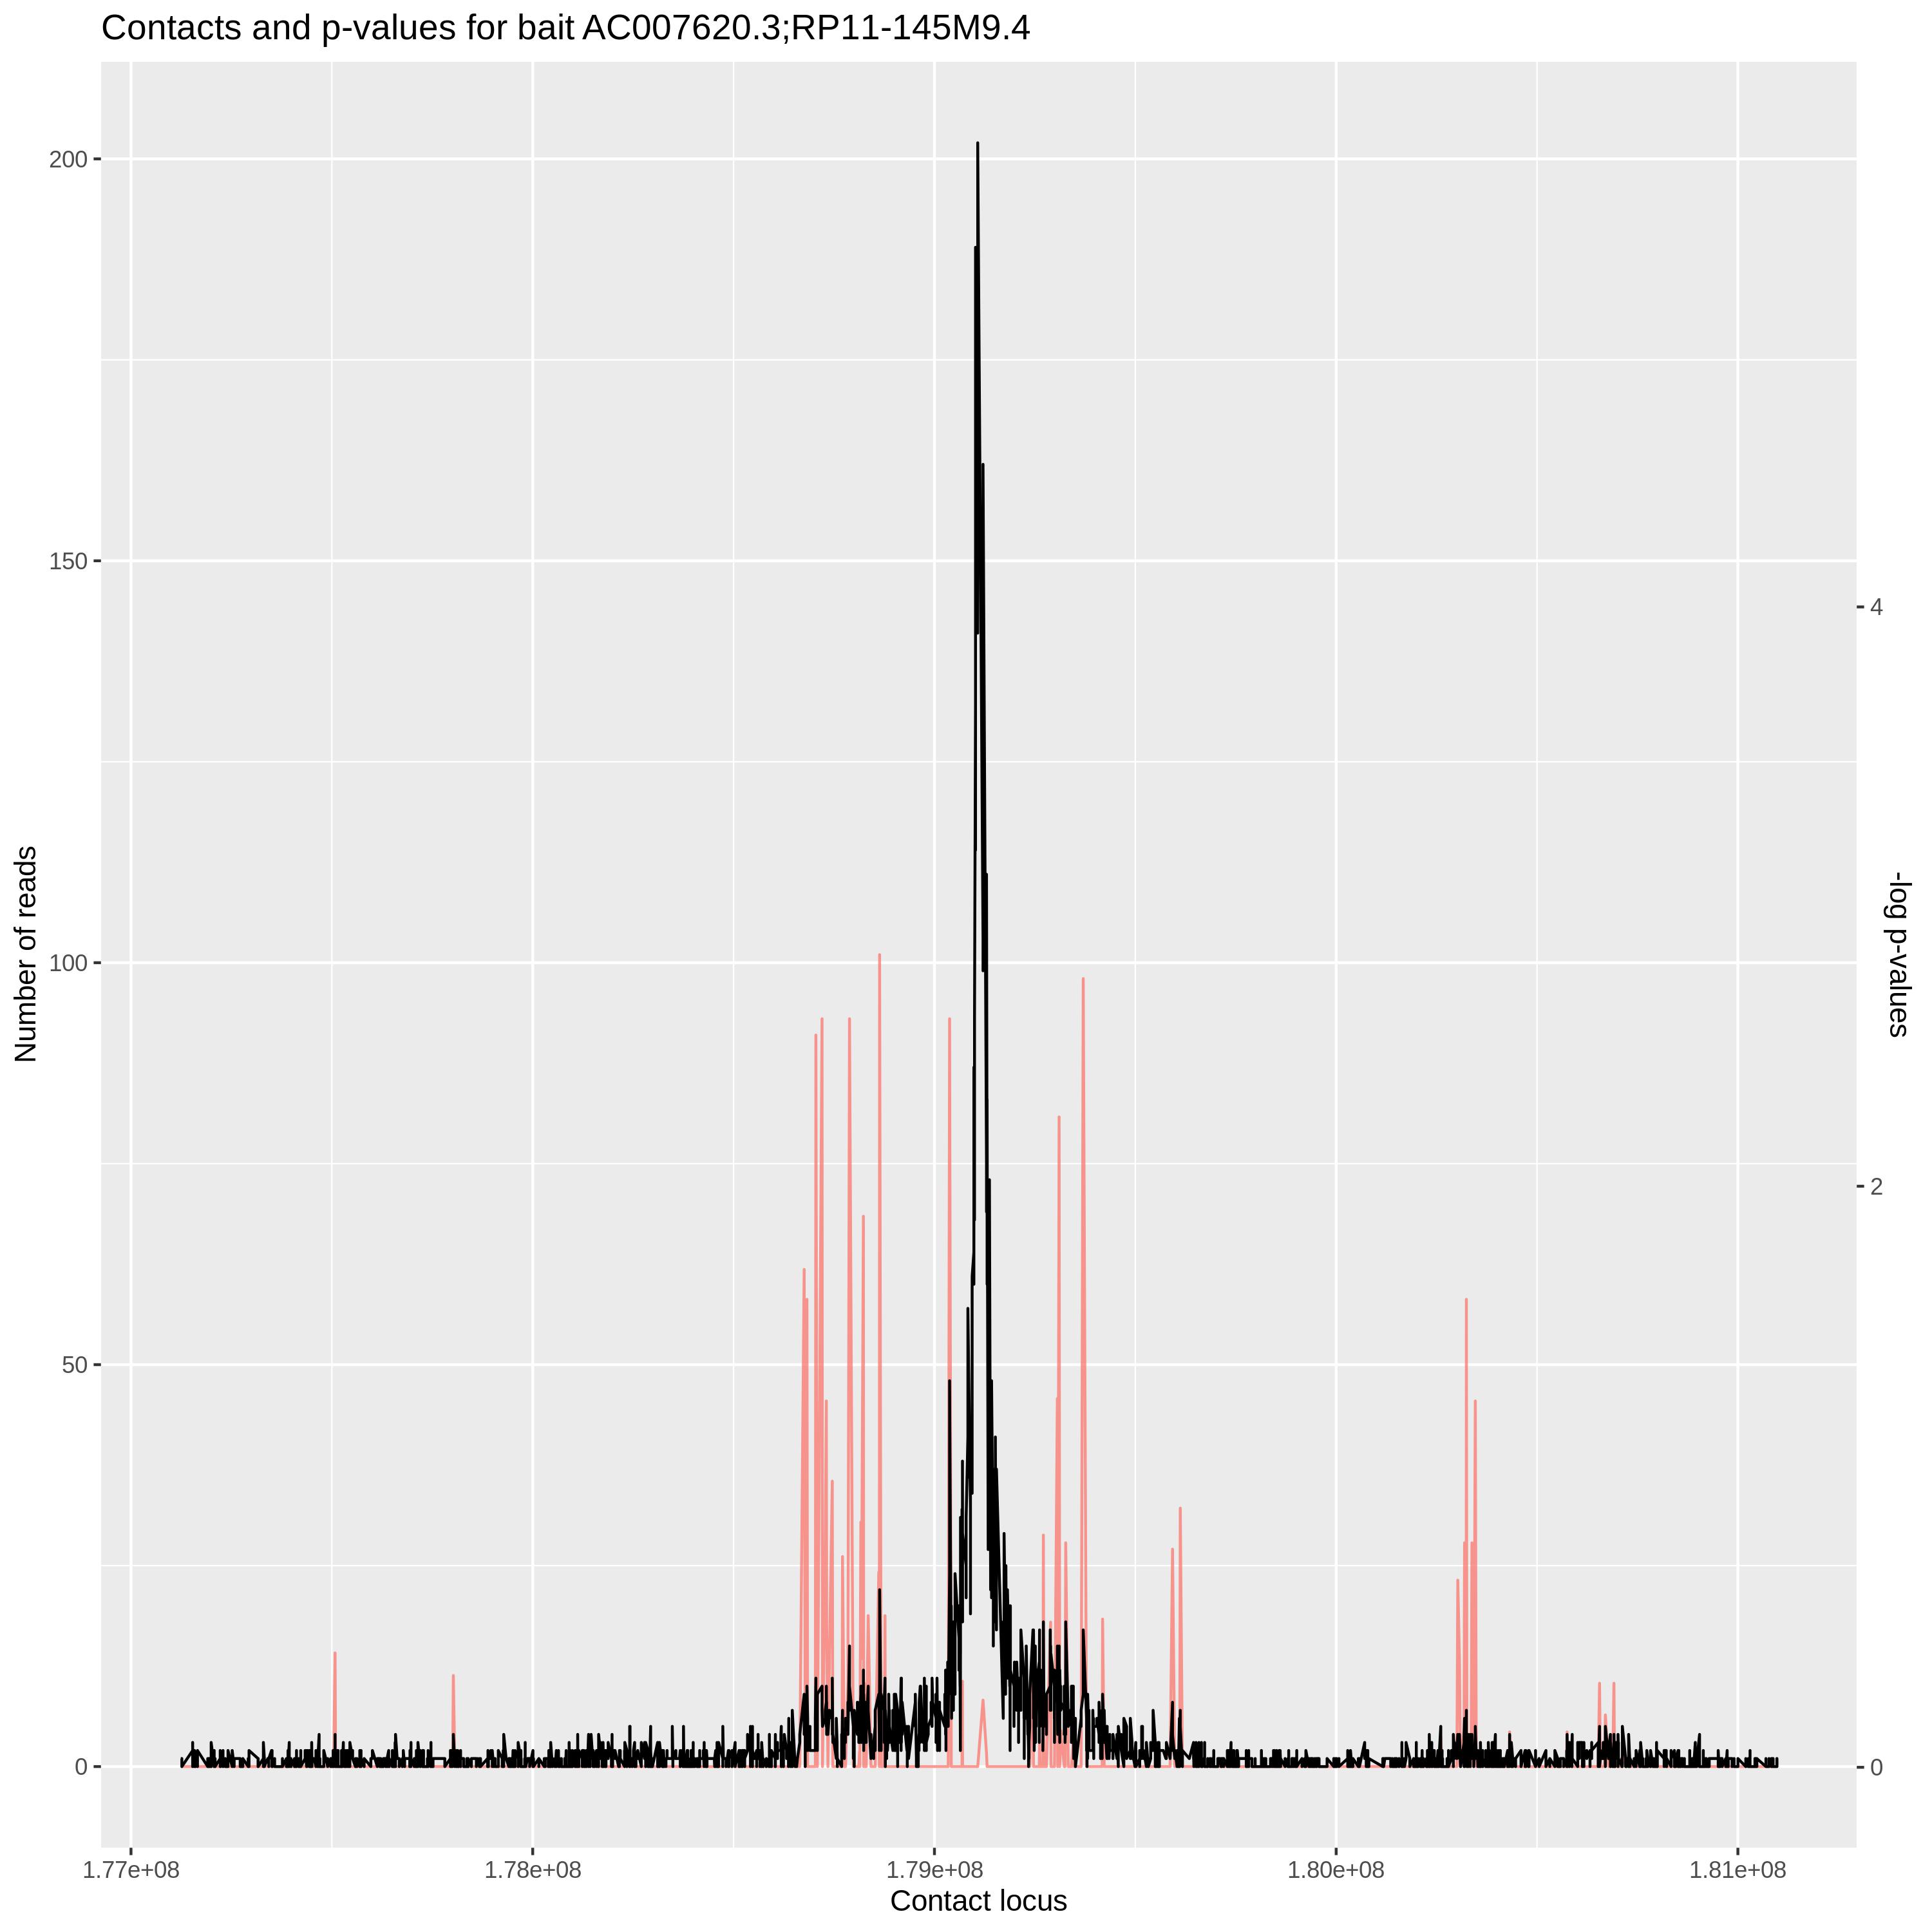 Contacts and p-values for bait AC007620.3;RP11-145M9.4
200
150
100
50
0
Number of reads
4
2
0
-log p-values
1.77e+08
1.78e+08
1.79e+08
1.80e+08
1.81e+08
Contact locus